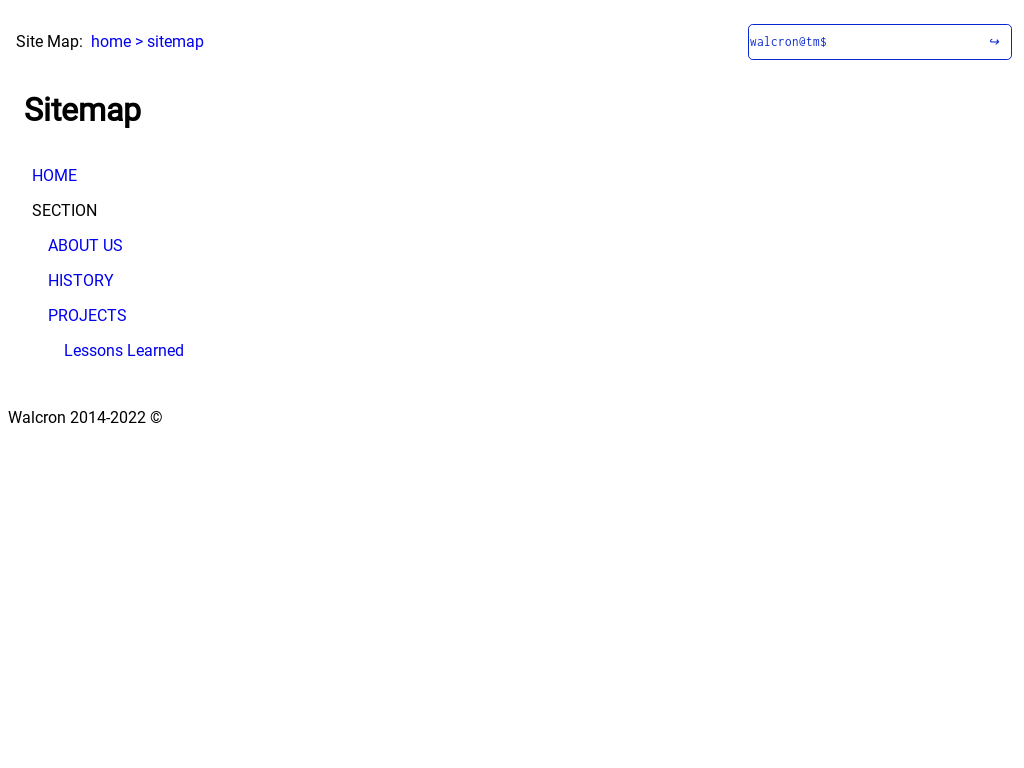 Site Map: home > sitemap
walcron@tm$ ↪
Sitemap
HOME
SECTION
ABOUT US
HISTORY
PROJECTS
Lessons Learned
Walcron 2014-2022 ©